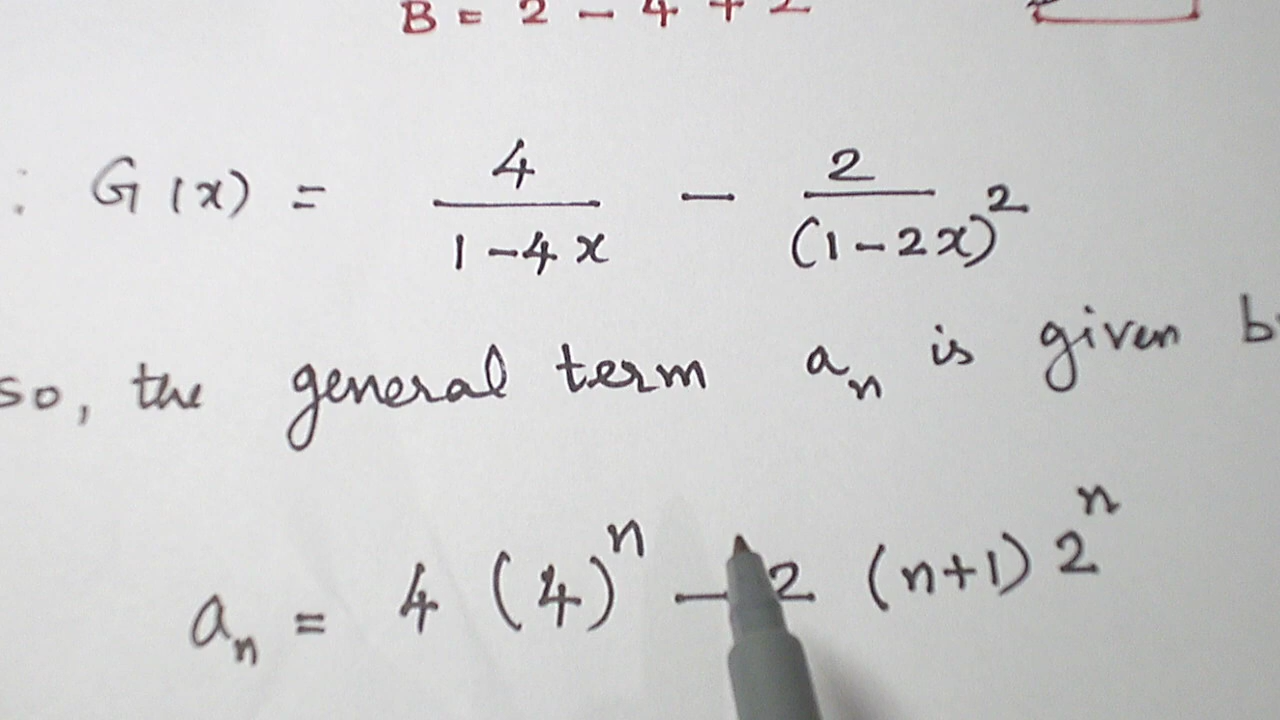 B = 2 - 4 + 2
: G(x) = 4/(1-4x) - 2/(1-2x)²
so, the general term aₙ is given
aₙ = 4 (4)ⁿ - 2 (n+1) 2ⁿ